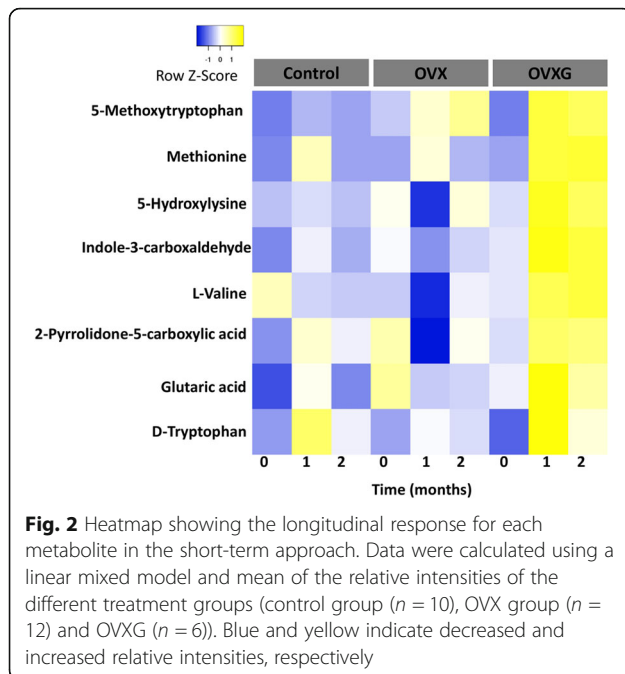 -1 0 1
Row Z-Score
Control OVX OVXG
5-Methoxytryptophan
Methionine
5-Hydroxylysine
Indole-3-carboxaldehyde
L-Valine
2-Pyrrolidone-5-carboxylic acid
Glutaric acid
D-Tryptophan
0 1 2 0 1 2 0 1 2
Time (months)
Fig. 2 Heatmap showing the longitudinal response for each
metabolite in the short-term approach. Data were calculated using a
linear mixed model and mean of the relative intensities of the
different treatment groups (control group (n = 10), OVX group (n =
12) and OVXG (n = 6)). Blue and yellow indicate decreased and
increased relative intensities, respectively